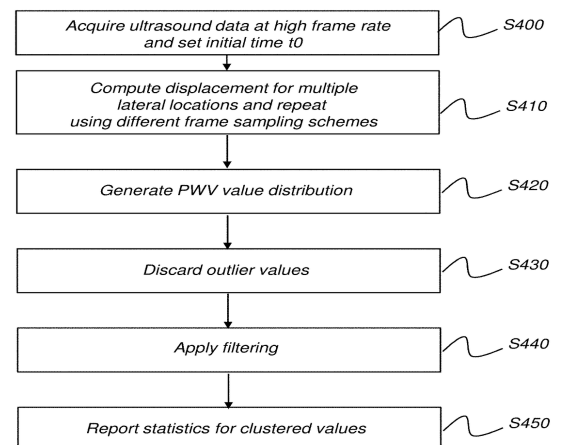 Acquire ultrasound data at high frame rate
and set initial time t0
S400
Compute displacement for multiple
lateral locations and repeat
using different frame sampling schemes
S410
Generate PWV value distribution
S420
Discard outlier values
S430
Apply filtering
S440
Report statistics for clustered values
S450